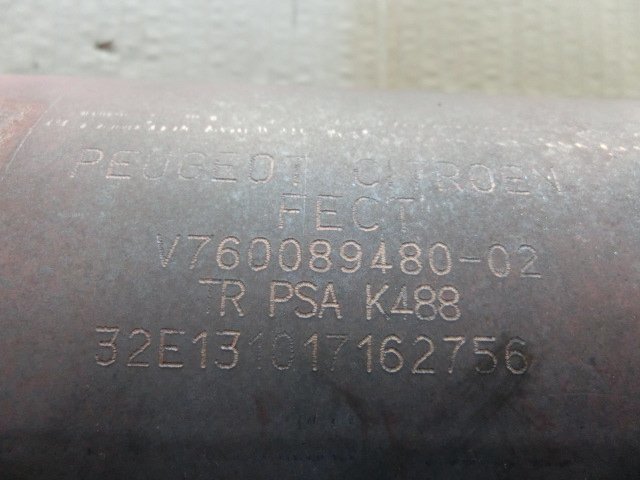 PEUGEOT CITROEN
FECT
V760089480-02
TR PSA K488
32E131017162756